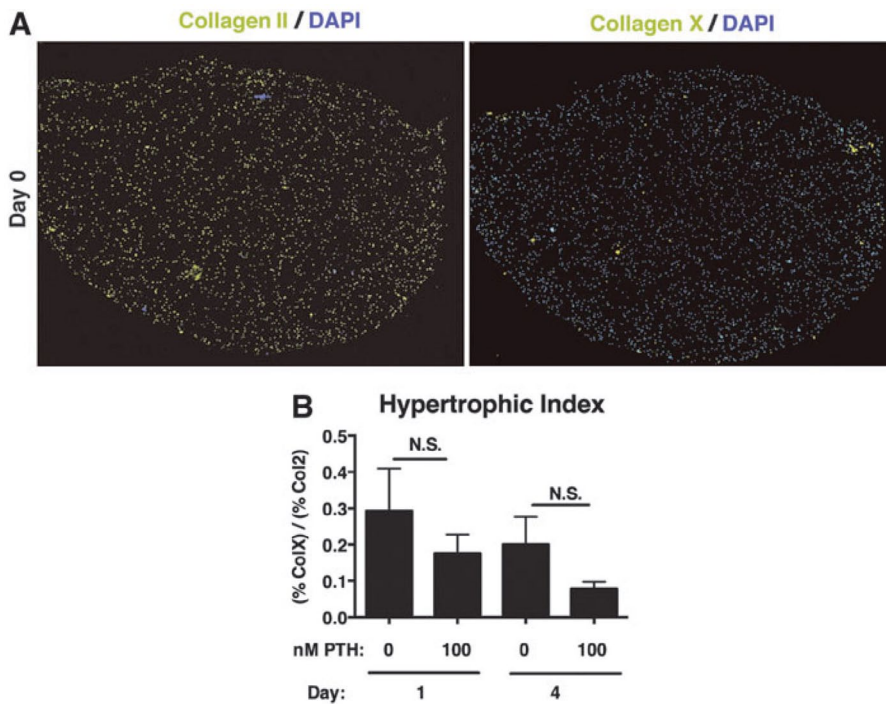 A
Collagen II / DAPI
Collagen X / DAPI
Day 0
B
Hypertrophic Index
(% ColX) / (% Col2)
0.5
0.4
0.3
0.2
0.1
0.0
N.S.
N.S.
nM PTH: 0 100 0 100
Day: 1 4